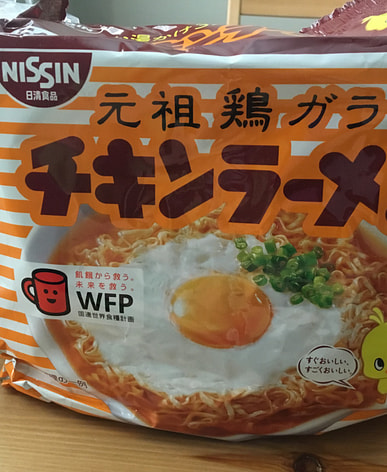 NISSIN
日清食品
元祖鶏ガラ
チキンラーメ
飢餓から救う。
未来を救う。
WFP
国連世界食糧計画
すぐおいしい、
すごくおいしい。